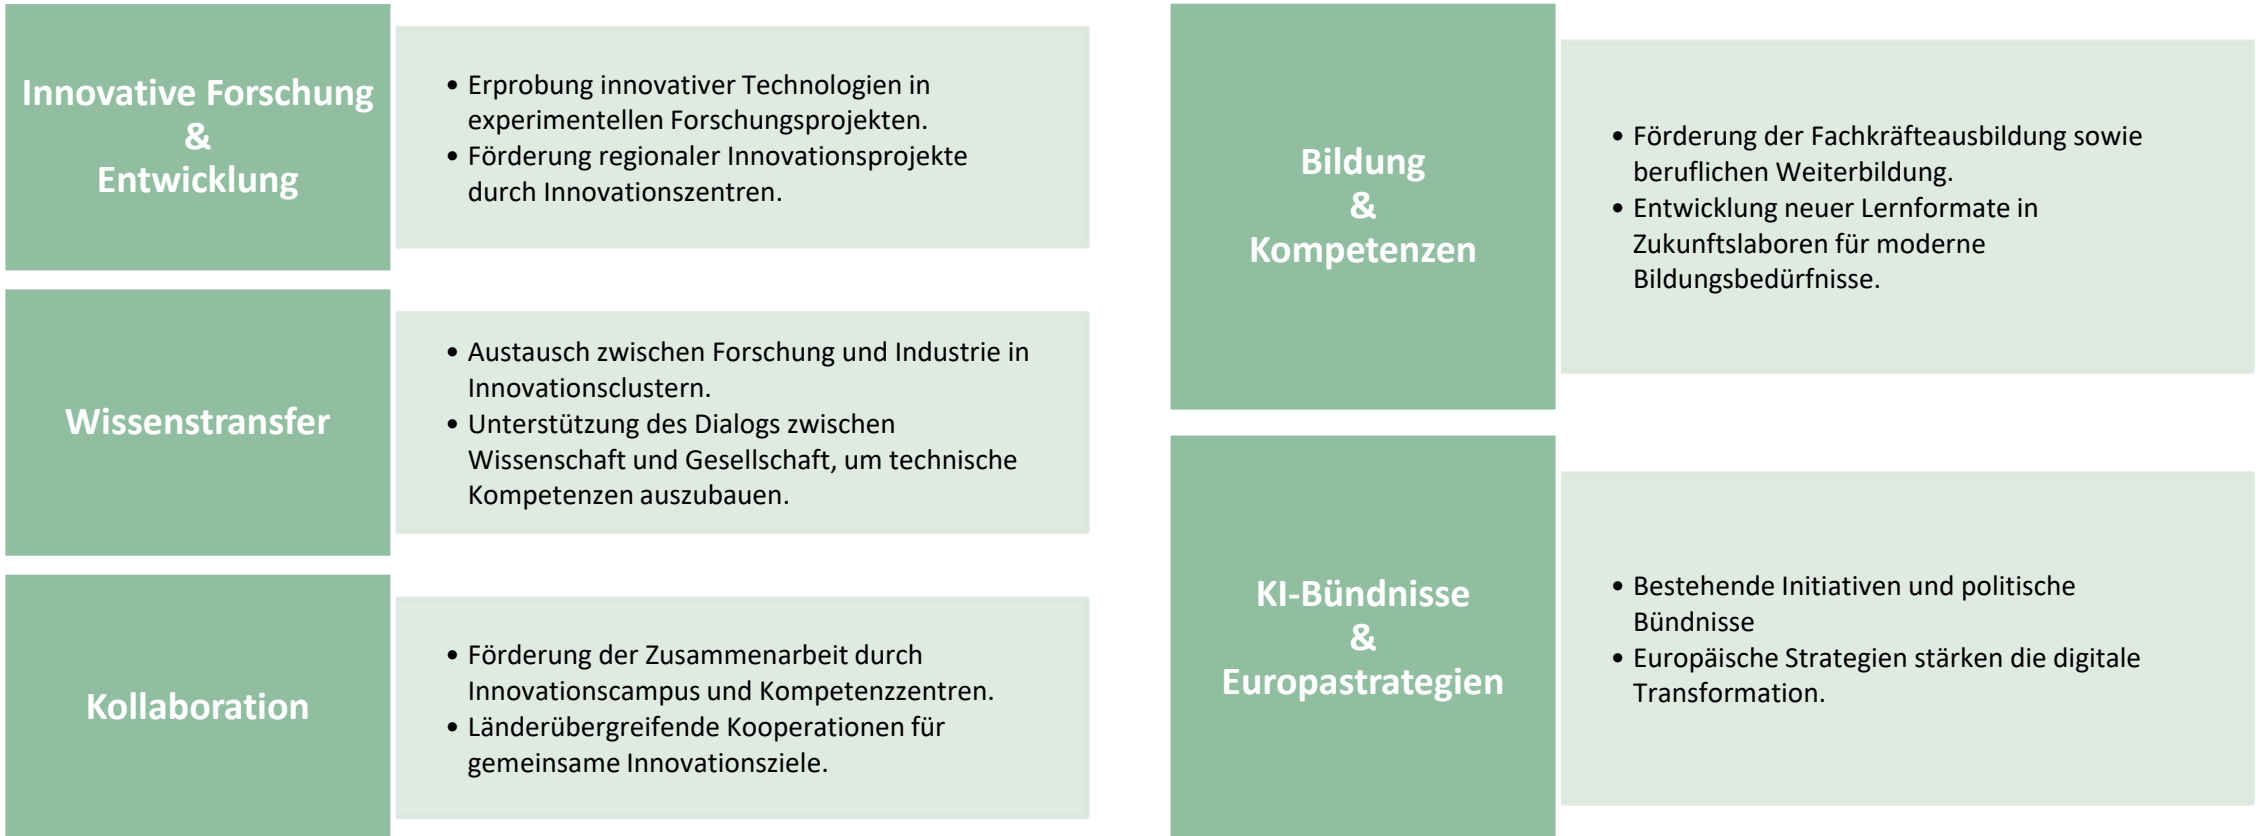 Innovative Forschung
&
Entwicklung
• Erprobung innovativer Technologien in
experimentellen Forschungsprojekten.
• Förderung regionaler Innovationsprojekte
durch Innovationszentren.
Wissenstransfer
• Austausch zwischen Forschung und Industrie in
Innovationsclustern.
• Unterstützung des Dialogs zwischen
Wissenschaft und Gesellschaft, um technische
Kompetenzen auszubauen.
Kollaboration
• Förderung der Zusammenarbeit durch
Innovationscampus und Kompetenzzentren.
• Länderübergreifende Kooperationen für
gemeinsame Innovationsziele.
Bildung
&
Kompetenzen
• Förderung der Fachkräfteausbildung sowie
beruflichen Weiterbildung.
• Entwicklung neuer Lernformate in
Zukunftslaboren für moderne
Bildungsbedürfnisse.
KI-Bündnisse
&
Europastrategien
• Bestehende Initiativen und politische
Bündnisse
• Europäische Strategien stärken die digitale
Transformation.